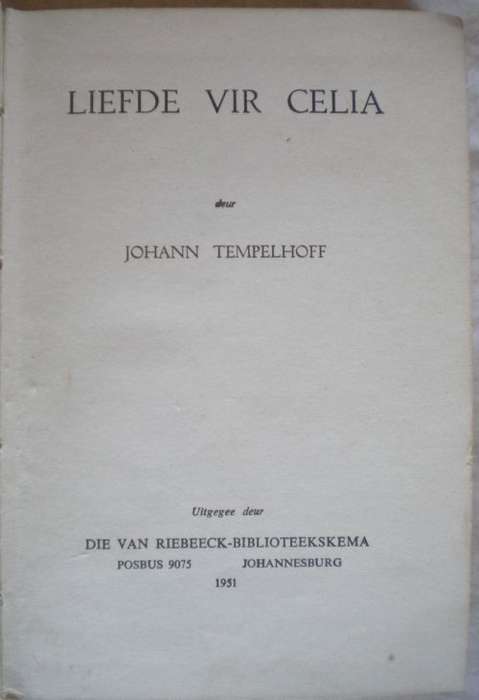 LIEFDE VIR CELIA
deur
JOHANN TEMPELHOFF
Uitgegee deur
DIE VAN RIEBEECK-BIBLIOTEEKSKEMA
POSBUS 9075 JOHANNESBURG
1951